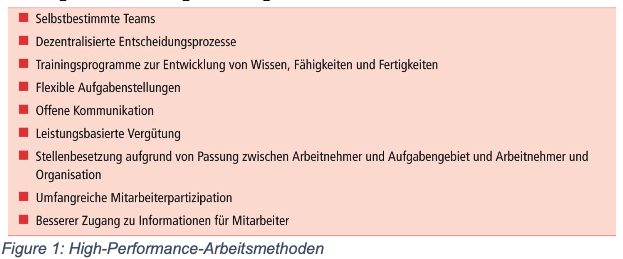 Selbstbestimmte Teams
Dezentralisierte Entscheidungsprozesse
Trainingsprogramme zur Entwicklung von Wissen, Fähigkeiten und Fertigkeiten
Flexible Aufgabenstellungen
Offene Kommunikation
Leistungsbasierte Vergütung
Stellenbesetzung aufgrund von Passung zwischen Arbeitnehmer und Aufgabengebiet und Arbeitnehmer und
Organisation
Umfangreiche Mitarbeiterpartizipation
Besserer Zugang zu Informationen für Mitarbeiter
Figure 1: High-Performance-Arbeitsmethoden